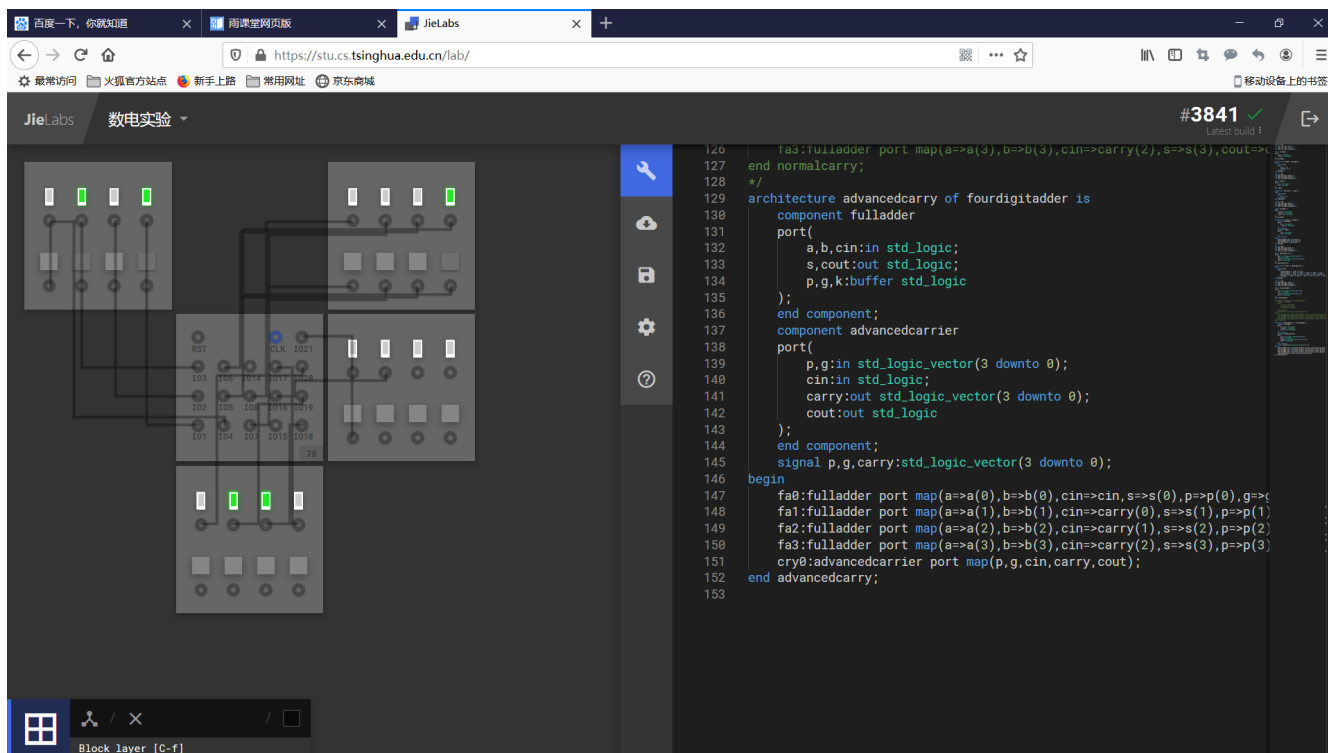 百度一下，你就知道
雨课堂网页版
JieLabs
https://stu.cs.tsinghua.edu.cn/lab/
最常访问 火狐官方站点 新手上路 常用网址 京东商城
移动设备上的书签
JieLabs 数电实验
#3841
Latest build
RST CLK IO21
IO3 IO6 IO14 IO17 IO20
IO2 IO5 IO8 IO16 IO19
IO1 IO4 IO7 IO15 IO18
78
Block layer [C-f]
126 fa3:fulladder port map(a=>a(3),b=>b(3),cin=>carry(2),s=>s(3),cout=>c
127 end normalcarry;
128 */
129 architecture advancedcarry of fourdigitadder is
130 component fulladder
131 port(
132 a,b,cin:in std_logic;
133 s,cout:out std_logic;
134 p,g,k:buffer std_logic
135 );
136 end component;
137 component advancedcarrier
138 port(
139 p,g:in std_logic_vector(3 downto 0);
140 cin:in std_logic;
141 carry:out std_logic_vector(3 downto 0);
142 cout:out std_logic
143 );
144 end component;
145 signal p,g,carry:std_logic_vector(3 downto 0);
146 begin
147 fa0:fulladder port map(a=>a(0),b=>b(0),cin=>cin,s=>s(0),p=>p(0),g=>g
148 fa1:fulladder port map(a=>a(1),b=>b(1),cin=>carry(0),s=>s(1),p=>p(1)
149 fa2:fulladder port map(a=>a(2),b=>b(2),cin=>carry(1),s=>s(2),p=>p(2)
150 fa3:fulladder port map(a=>a(3),b=>b(3),cin=>carry(2),s=>s(3),p=>p(3)
151 cry0:advancedcarrier port map(p,g,cin,carry,cout);
152 end advancedcarry;
153